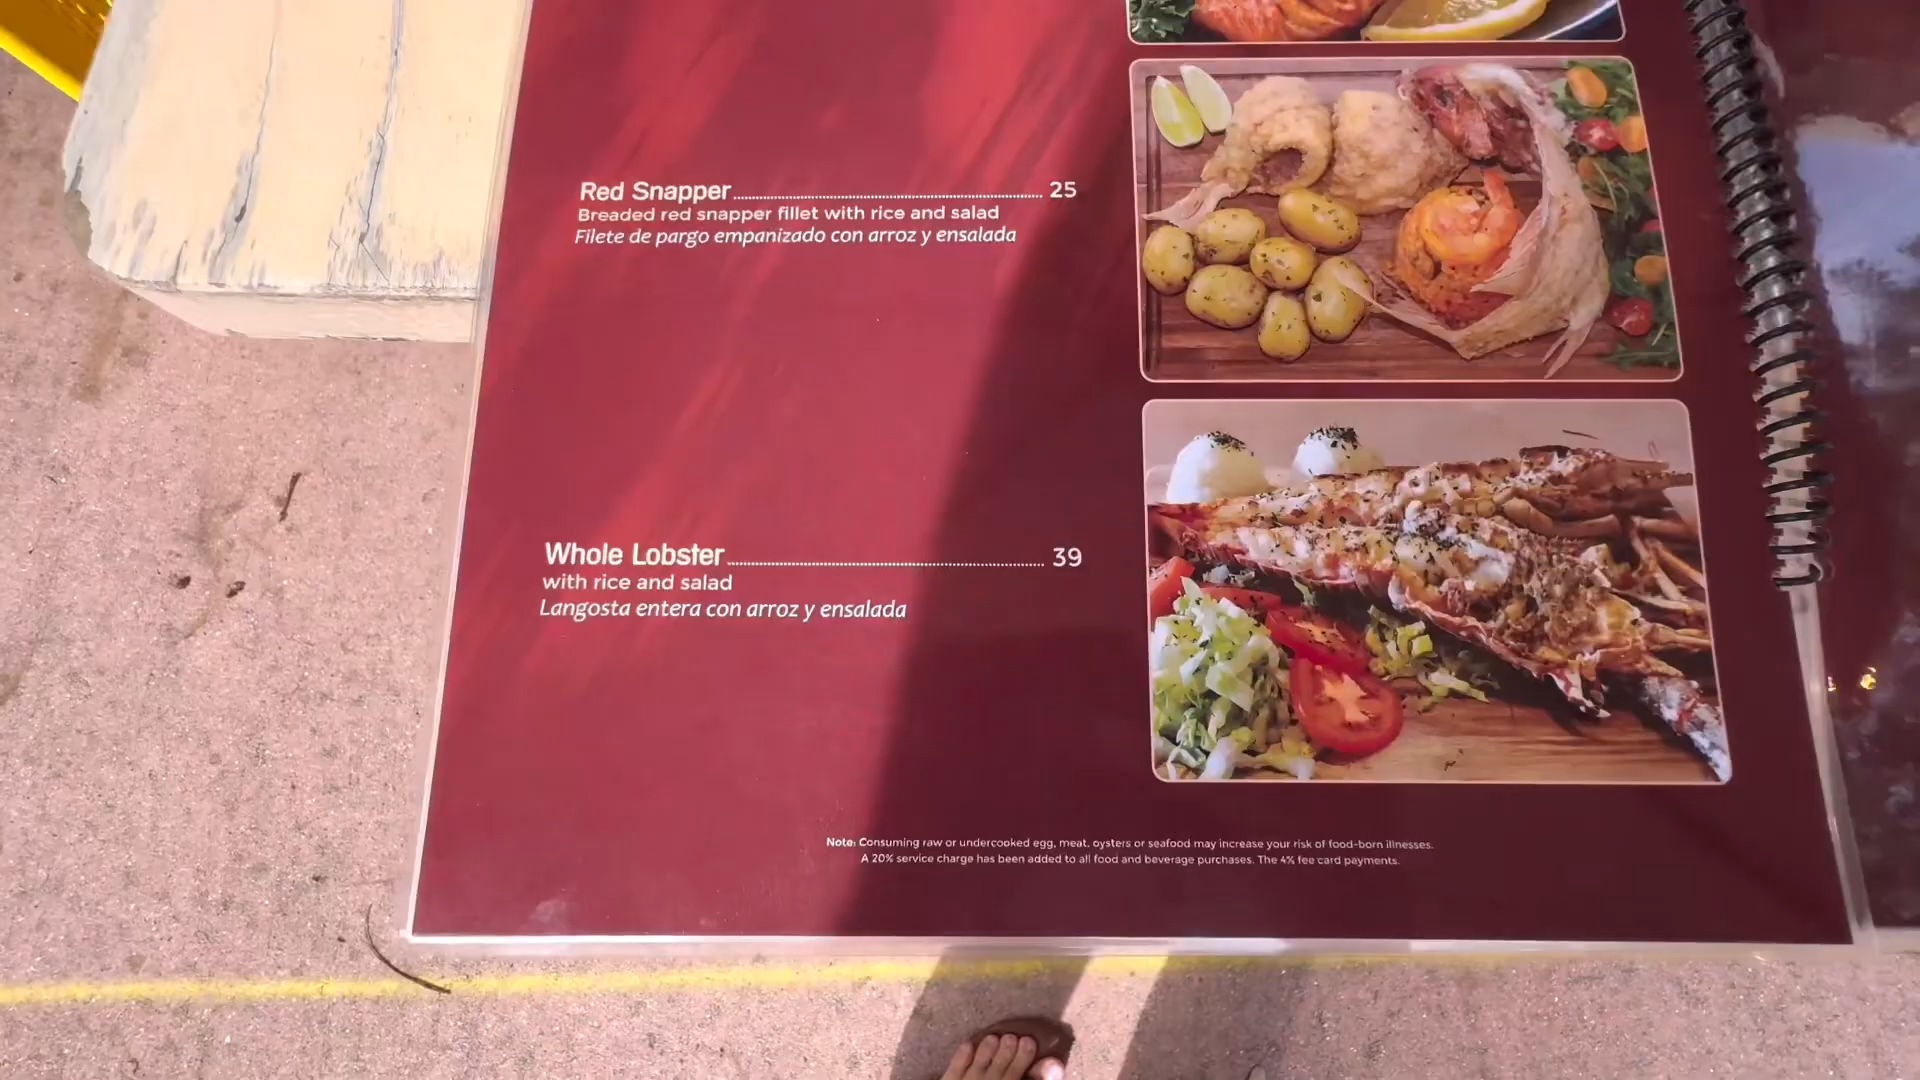 Red Snapper 25
Breaded red snapper fillet with rice and salad
Filete de pargo empanizado con arroz y ensalada
Whole Lobster 39
with rice and salad
Langosta entera con arroz y ensalada
Note: Consuming raw or undercooked egg, meat, oysters or seafood may increase your risk of food-born illnesses.
A 20% service charge has been added to all food and beverage purchases. The 4% fee card payments.